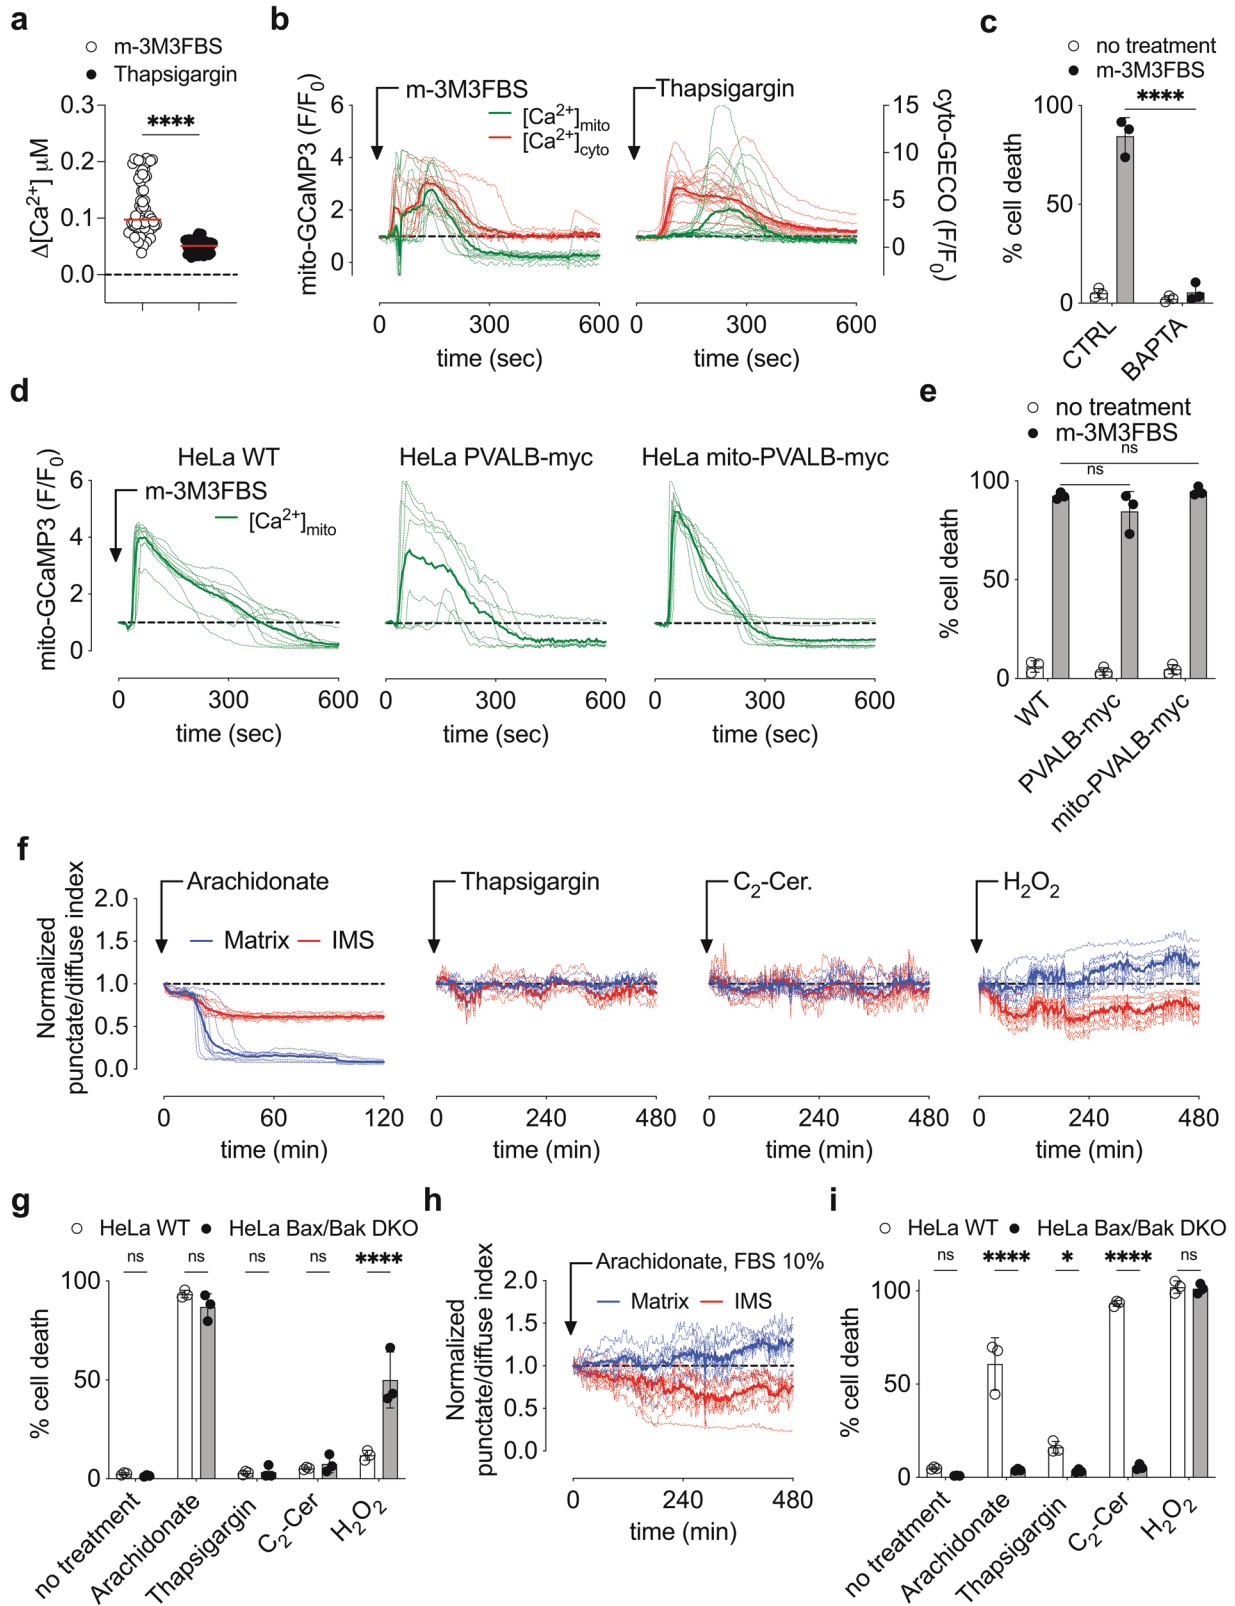 a
m-3M3FBS
Thapsigargin
Δ[Ca2+] μM
0.3
0.2
0.1
0.0
****
b
mito-GCaMP3 (F/F0)
m-3M3FBS
[Ca2+]mito
[Ca2+]cyto
Thapsigargin
6
4
2
0
15
10
5
0
cyto-GECO (F/F0)
0 300 600
time (sec)
0 300 600
time (sec)
c
no treatment
m-3M3FBS
% cell death
100
50
0
****
CTRL
BAPTA
d
HeLa WT
HeLa PVALB-myc
HeLa mito-PVALB-myc
mito-GCaMP3 (F/F0)
m-3M3FBS
[Ca2+]mito
6
4
2
0
0 300 600
time (sec)
0 300 600
time (sec)
0 300 600
time (sec)
e
no treatment
m-3M3FBS
ns
ns
% cell death
100
50
0
WT
PVALB-myc
mito-PVALB-myc
f
Normalized
punctate/diffuse index
2.0
1.5
1.0
0.5
0.0
Arachidonate
Matrix
IMS
Thapsigargin
C2-Cer.
H2O2
0 60 120
time (min)
0 240 480
time (min)
0 240 480
time (min)
0 240 480
time (min)
g
HeLa WT
HeLa Bax/Bak DKO
ns
ns
ns
ns
****
% cell death
100
50
0
no treatment
Arachidonate
Thapsigargin
C2-Cer
H2O2
h
Normalized
punctate/diffuse index
Arachidonate, FBS 10%
Matrix
IMS
2.0
1.5
1.0
0.5
0.0
0 240 480
time (min)
i
HeLa WT
HeLa Bax/Bak DKO
ns
****
*
****
ns
% cell death
100
50
0
no treatment
Arachidonate
Thapsigargin
C2-Cer
H2O2